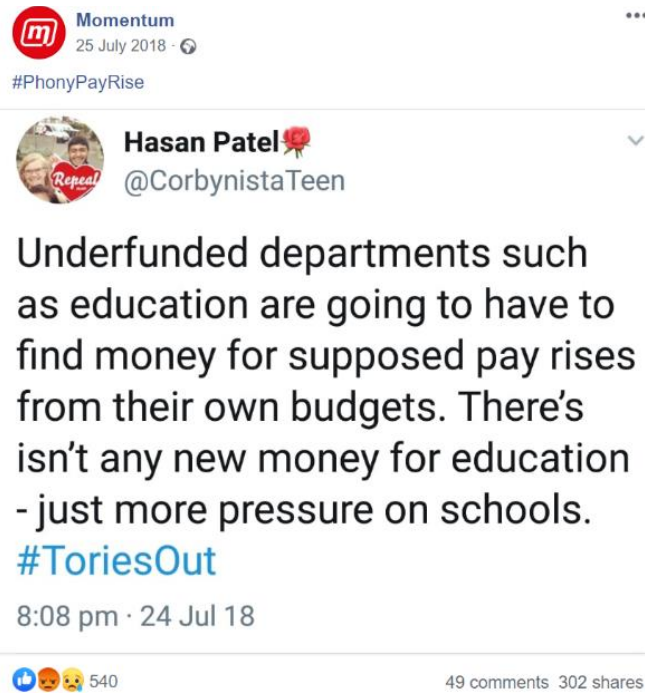 Momentum
25 July 2018 ·
#PhonyPayRise
Hasan Patel🌹
@CorbynistaTeen
Repeal
Underfunded departments such
as education are going to have to
find money for supposed pay rises
from their own budgets. There's
isn't any new money for education
- just more pressure on schools.
#ToriesOut
8:08 pm · 24 Jul 18
540
49 comments 302 shares